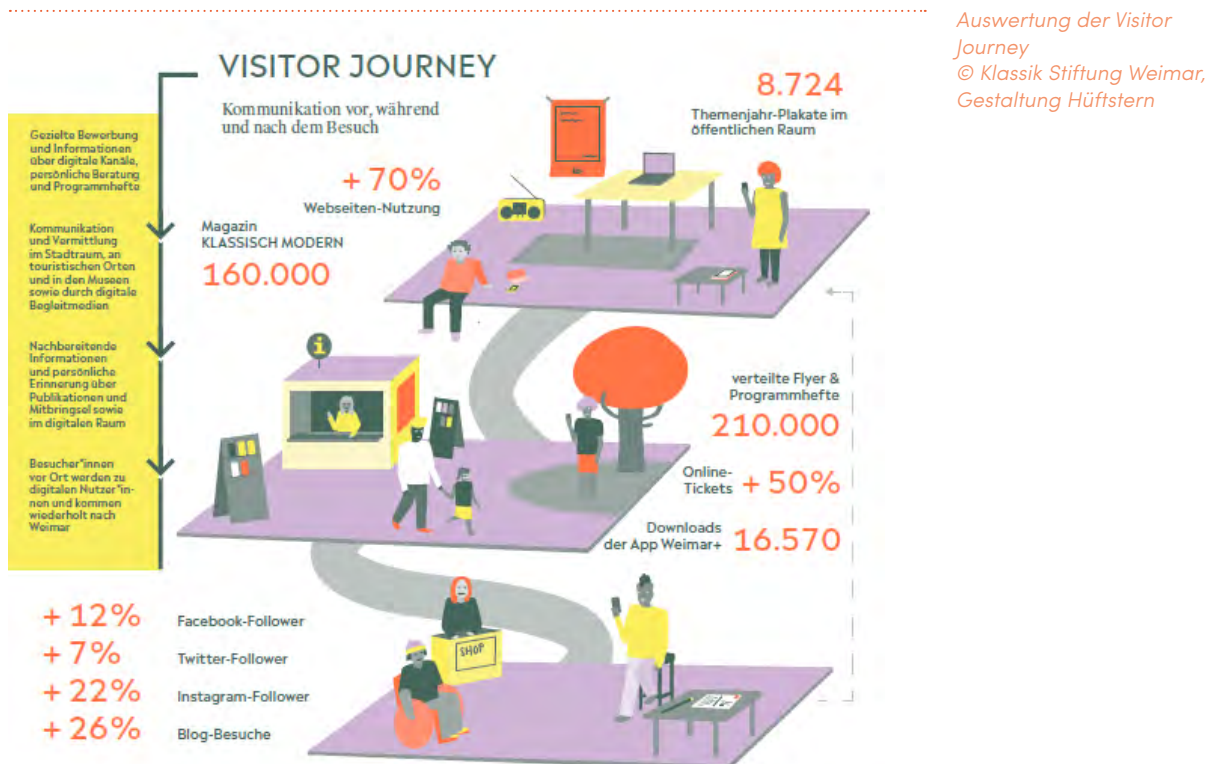 Auswertung der Visitor
Journey
© Klassik Stiftung Weimar,
Gestaltung Hüftstern
VISITOR JOURNEY
Kommunikation vor, während
und nach dem Besuch
8.724
Themenjahr-Plakate im
öffentlichen Raum
Gezielte Bewerbung
und Informationen
über digitale Kanäle,
persönliche Beratung
und Programmhefte
+ 70%
Webseiten-Nutzung
Magazin
KLASSISCH MODERN
160.000
Kommunikation
und Vermittlung
im Stadtraum, an
touristischen Orten
und in den Museen
sowie durch digitale
Begleitmedien
Nachbereitende
Informationen
und persönliche
Erinnerung über
Publikationen und
Mitbringsel sowie
im digitalen Raum
Besucher*innen
vor Ort werden zu
digitalen Nutzer*in-
nen und kommen
wiederholt nach
Weimar
i
verteilte Flyer &
Programmhefte
210.000
Online-
Tickets + 50%
Downloads
der App Weimar+ 16.570
SHOP
+ 12% Facebook-Follower
+ 7% Twitter-Follower
+ 22% Instagram-Follower
+ 26% Blog-Besuche